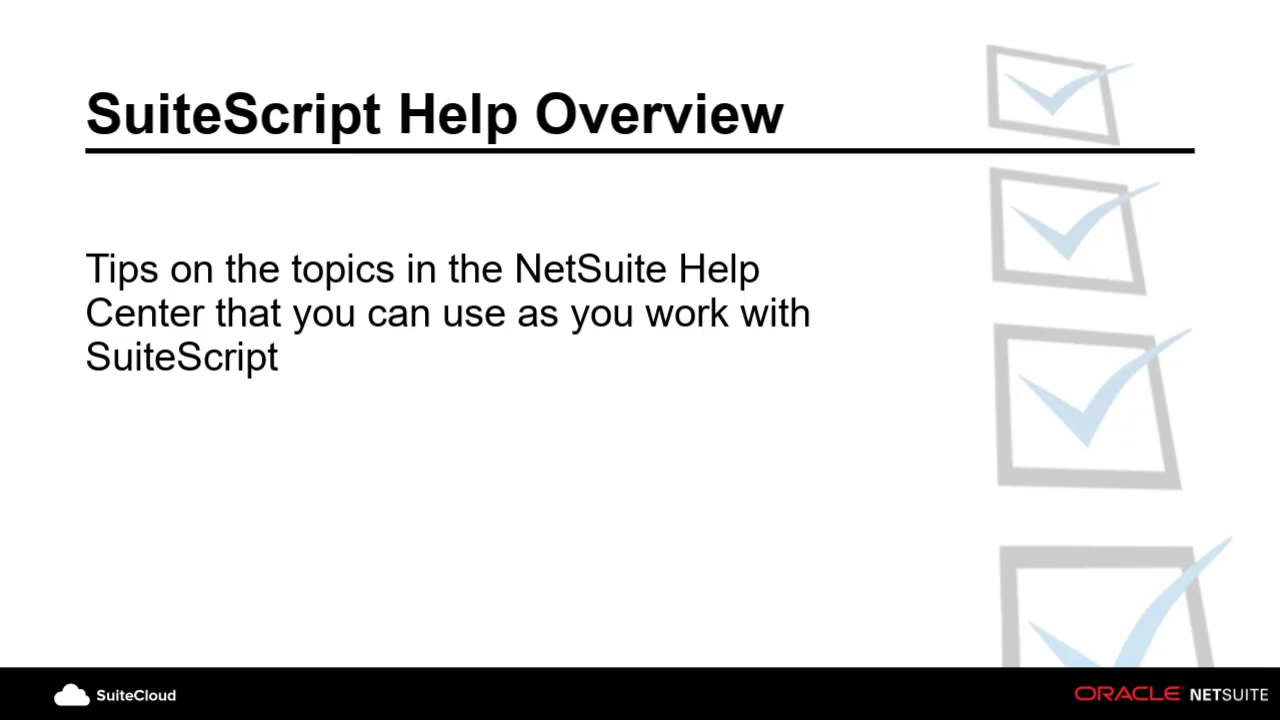 SuiteScript Help Overview
Tips on the topics in the NetSuite Help
Center that you can use as you work with
SuiteScript
SuiteCloud
ORACLE NETSUITE